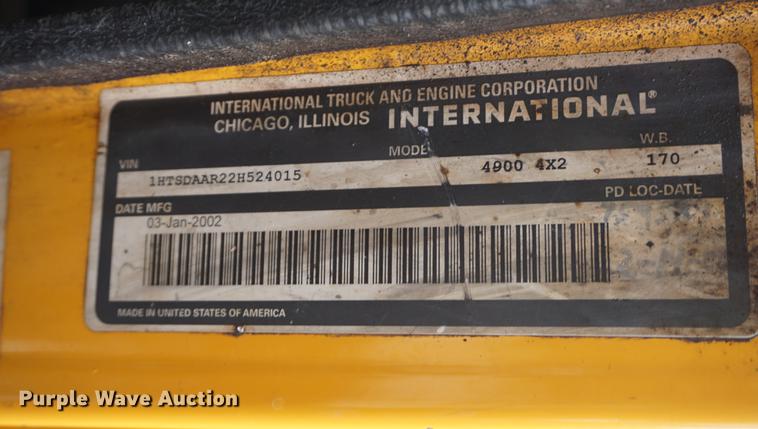 INTERNATIONAL TRUCK AND ENGINE CORPORATION
CHICAGO, ILLINOIS INTERNATIONAL®
VIN MODEL W.B.
1HTSDAAR22H524015 4900 4X2 170
DATE MFG PD LOC-DATE
03-Jan-2002
MADE IN UNITED STATES OF AMERICA
Purple Wave Auction